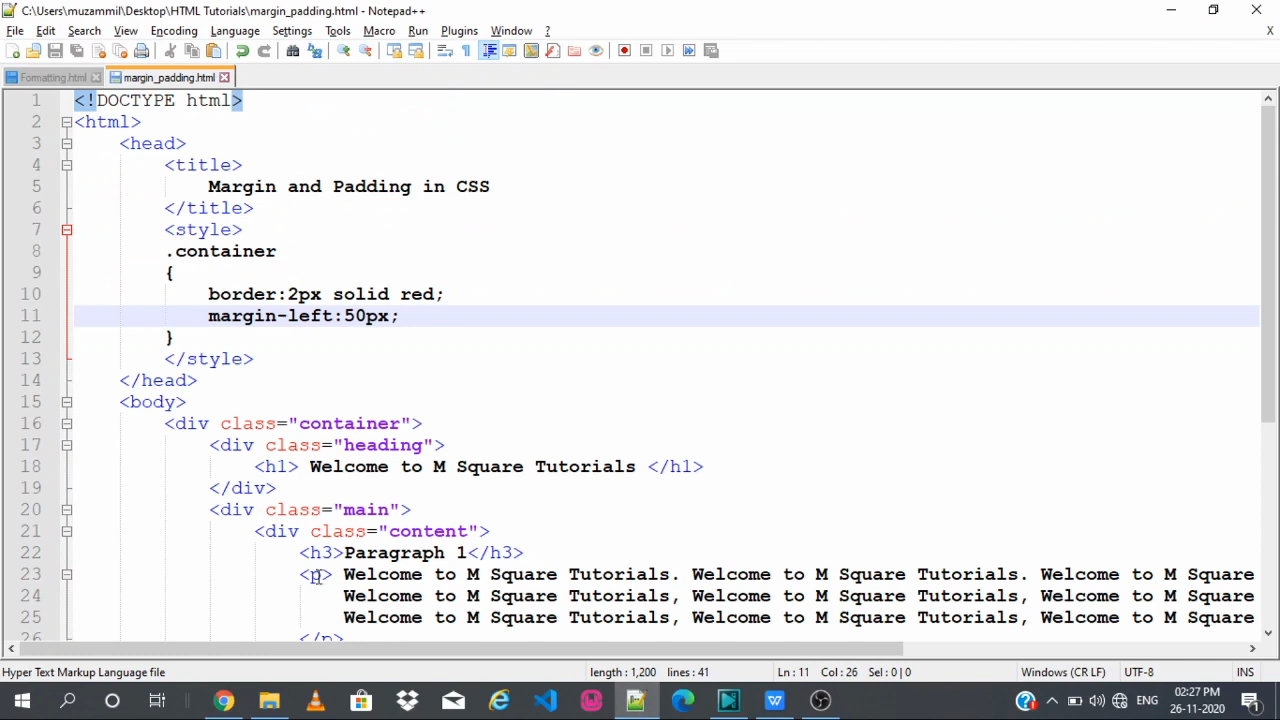 C:\Users\muzammil\Desktop\HTML Tutorials\margin_padding.html - Notepad++
File Edit Search View Encoding Language Settings Tools Macro Run Plugins Window ? X
Formatting.html margin_padding.html
1 <!DOCTYPE html>
2 <html>
3 <head>
4 <title>
5 Margin and Padding in CSS
6 </title>
7 <style>
8 .container
9 {
10 border:2px solid red;
11 margin-left:50px;
12 }
13 </style>
14 </head>
15 <body>
16 <div class="container">
17 <div class="heading">
18 <h1> Welcome to M Square Tutorials </h1>
19 </div>
20 <div class="main">
21 <div class="content">
22 <h3>Paragraph 1</h3>
23 <p> Welcome to M Square Tutorials. Welcome to M Square Tutorials. Welcome to M Square
24 Welcome to M Square Tutorials, Welcome to M Square Tutorials, Welcome to M Square
25 Welcome to M Square Tutorials, Welcome to M Square Tutorials, Welcome to M Square
26 </p>
Hyper Text Markup Language file length : 1,200 lines : 41 Ln : 11 Col : 26 Sel : 0 | 0 Windows (CR LF) UTF-8 INS
ENG 02:27 PM
26-11-2020